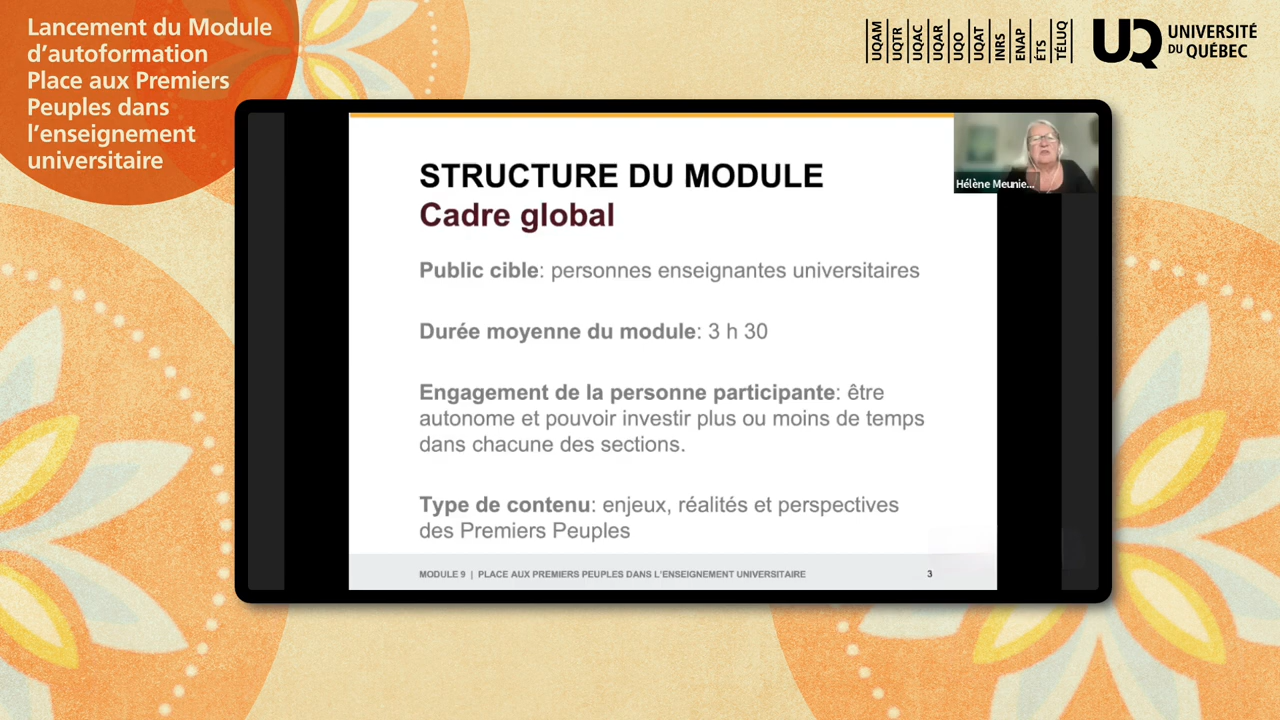 Lancement du Module
d’autoformation
Place aux Premiers
Peuples dans
l’enseignement
universitaire
UQAM
UQTR
UQAC
UQAR
UQO
UQAT
INRS
ENAP
ÉTS
TÉLUQ
UQ
UNIVERSITÉ
DU QUÉBEC
Hélène Meunie...
STRUCTURE DU MODULE
Cadre global
Public cible: personnes enseignantes universitaires
Durée moyenne du module: 3 h 30
Engagement de la personne participante: être
autonome et pouvoir investir plus ou moins de temps
dans chacune des sections.
Type de contenu: enjeux, réalités et perspectives
des Premiers Peuples
MODULE 9 | PLACE AUX PREMIERS PEUPLES DANS L’ENSEIGNEMENT UNIVERSITAIRE 3